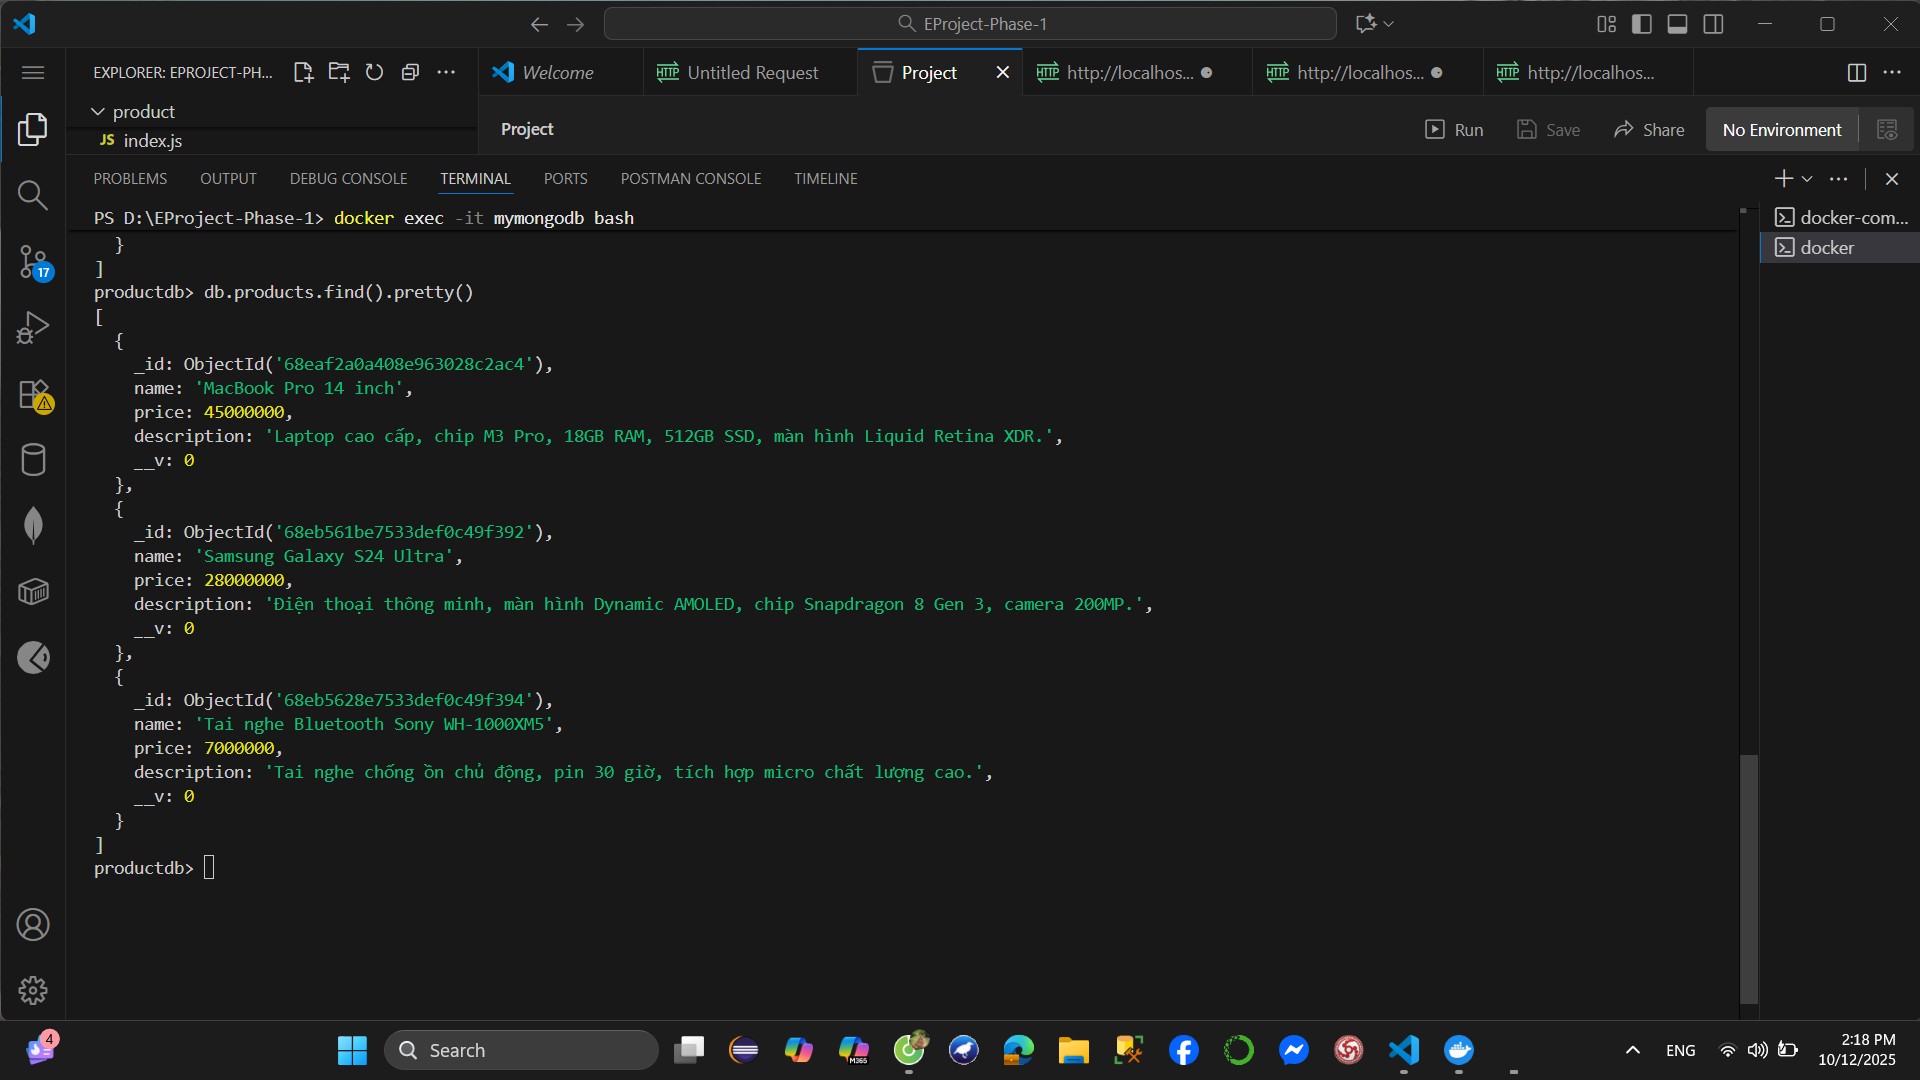 EProject-Phase-1
EXPLORER: EPROJECT-PH...
Welcome
Untitled Request
Project
http://localhos...
http://localhos...
http://localhos...
product
JS index.js
Project
Run
Save
Share
No Environment
PROBLEMS OUTPUT DEBUG CONSOLE TERMINAL PORTS POSTMAN CONSOLE TIMELINE
PS D:\EProject-Phase-1> docker exec -it mymongodb bash
docker-com...
docker
17
  }
]
productdb> db.products.find().pretty()
[
  {
    _id: ObjectId('68eaf2a0a408e963028c2ac4'),
    name: 'MacBook Pro 14 inch',
    price: 45000000,
    description: 'Laptop cao cấp, chip M3 Pro, 18GB RAM, 512GB SSD, màn hình Liquid Retina XDR.',
    __v: 0
  },
  {
    _id: ObjectId('68eb561be7533def0c49f392'),
    name: 'Samsung Galaxy S24 Ultra',
    price: 28000000,
    description: 'Điện thoại thông minh, màn hình Dynamic AMOLED, chip Snapdragon 8 Gen 3, camera 200MP.',
    __v: 0
  },
  {
    _id: ObjectId('68eb5628e7533def0c49f394'),
    name: 'Tai nghe Bluetooth Sony WH-1000XM5',
    price: 7000000,
    description: 'Tai nghe chống ồn chủ động, pin 30 giờ, tích hợp micro chất lượng cao.',
    __v: 0
  }
]
productdb>
4
Search
M365
ENG
2:18 PM
10/12/2025